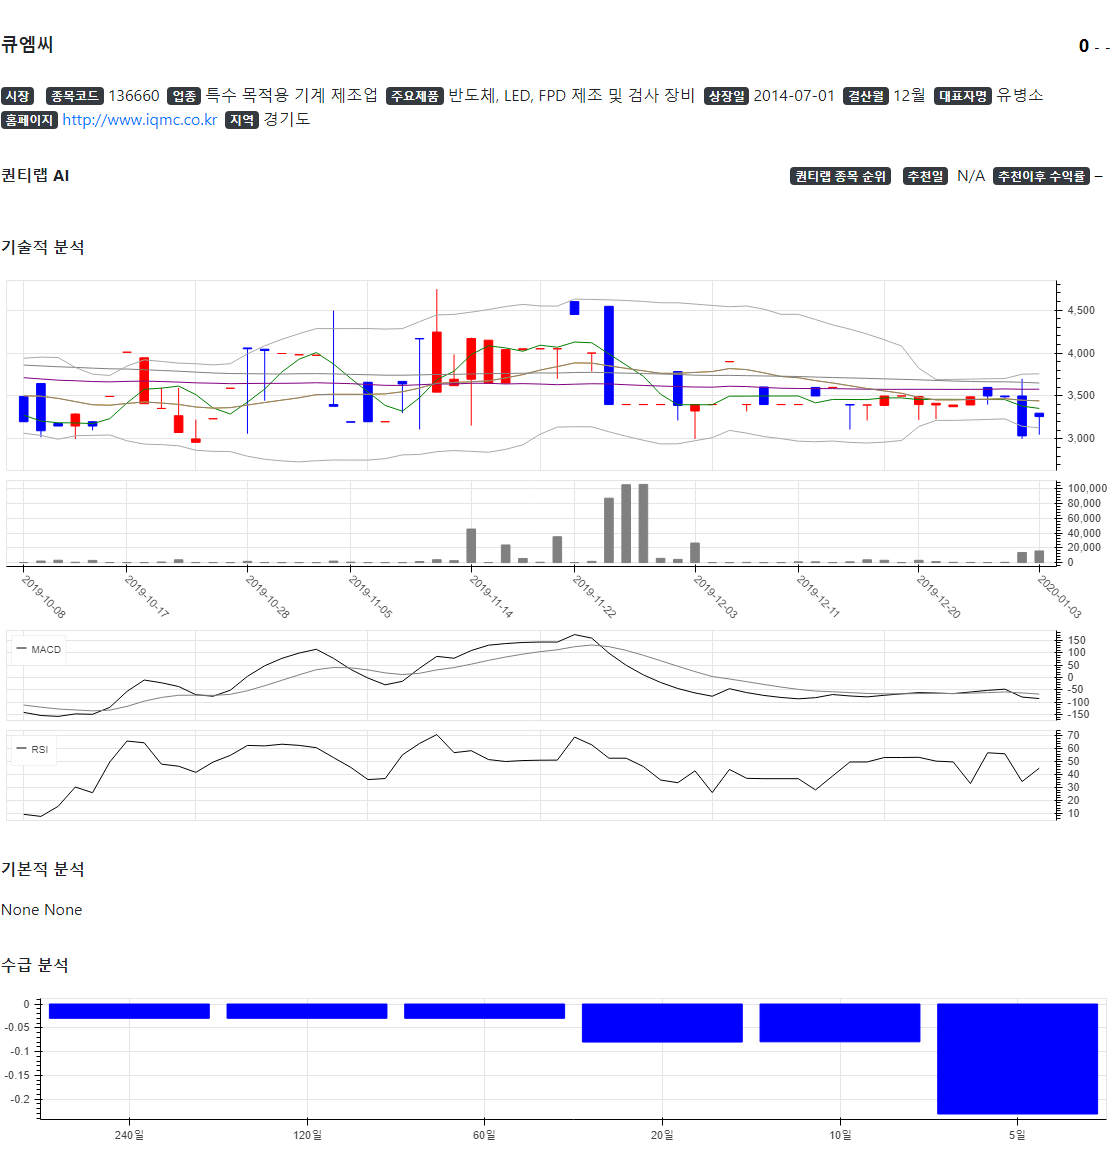 큐엠씨
0 - -
시장 종목코드 136660 업종 특수 목적용 기계 제조업 주요제품 반도체, LED, FPD 제조 및 검사 장비 상장일 2014-07-01 결산월 12월 대표자명 유병소
홈페이지 http://www.iqmc.co.kr 지역 경기도
퀀티랩 AI
퀀티랩 종목 순위 추천일 N/A 추천이후 수익률 –
기술적 분석
4,500
4,000
3,500
3,000
100,000
80,000
60,000
40,000
20,000
0
2019-10-08 2019-10-17 2019-10-28 2019-11-05 2019-11-14 2019-11-22 2019-12-03 2019-12-11 2019-12-20 2020-01-03
MACD
150
100
50
0
-50
-100
-150
RSI
70
60
50
40
30
20
10
기본적 분석
None None
수급 분석
0
-0.05
-0.1
-0.15
-0.2
240일 120일 60일 20일 10일 5일